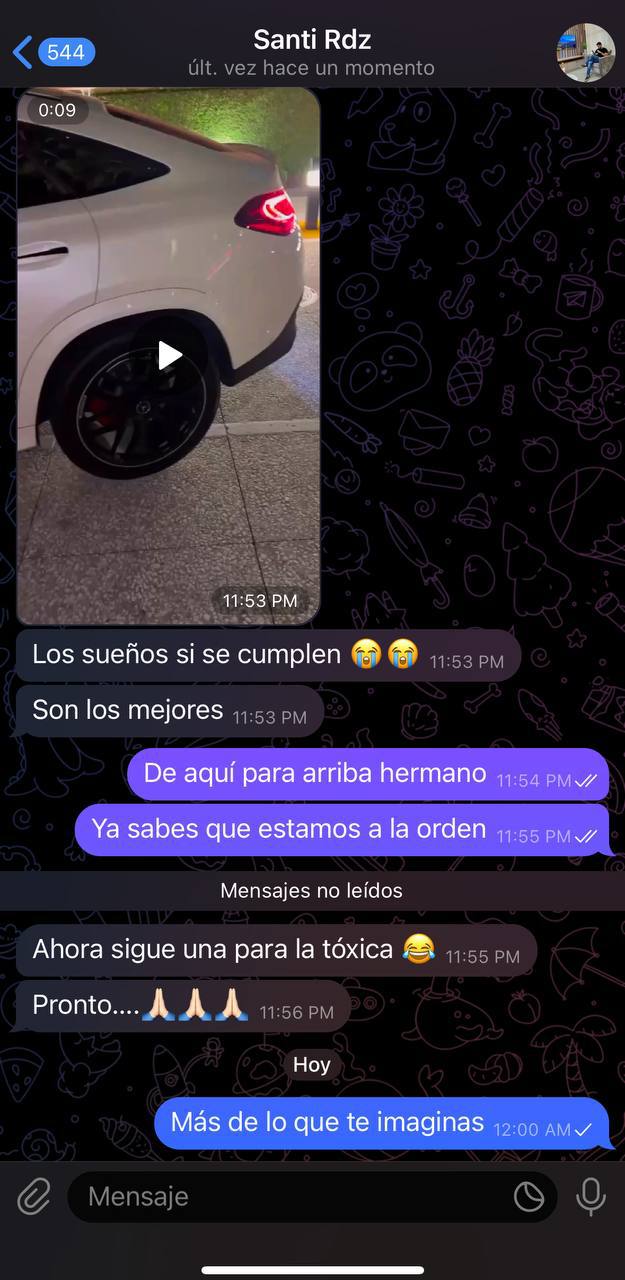 544
Santi Rdz
últ. vez hace un momento
0:09
11:53 PM
Los sueños si se cumplen 😭😭 11:53 PM
Son los mejores 11:53 PM
De aquí para arriba hermano 11:54 PM
Ya sabes que estamos a la orden 11:55 PM
Mensajes no leídos
Ahora sigue una para la tóxica 😂 11:55 PM
Pronto....🙏🏻🙏🏻🙏🏻 11:56 PM
Hoy
Más de lo que te imaginas 12:00 AM
Mensaje